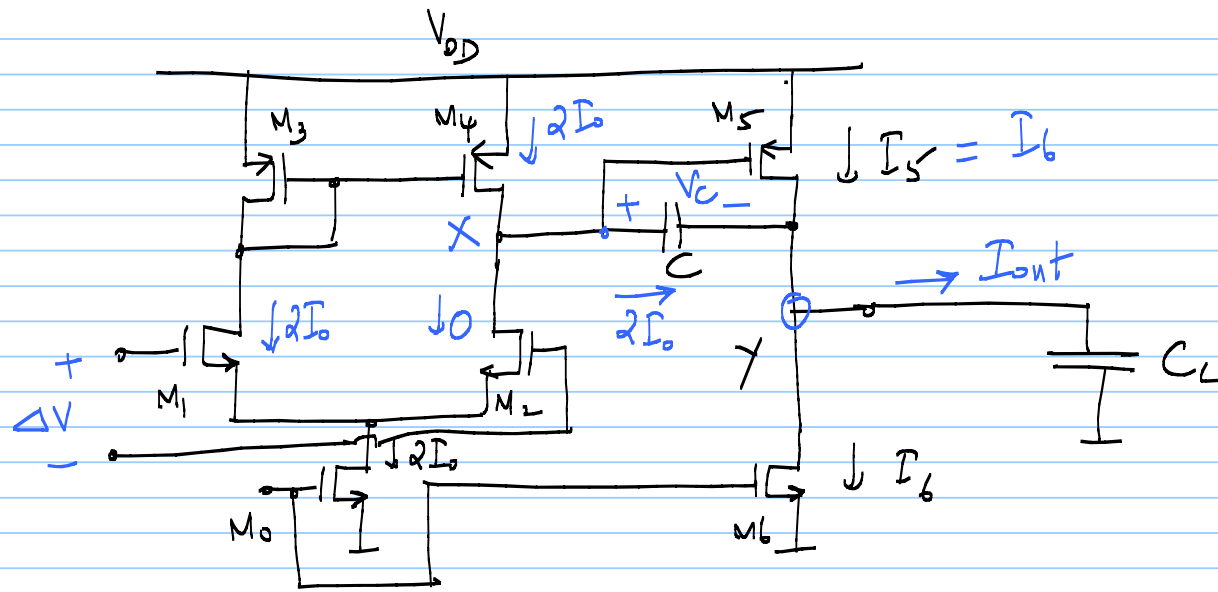 VDD
M3
M4
↓ 2I0
M5
↓ I5 = I6
+ VC −
X
C
→ Iout
↓ 2I0
↓ 0
→ 2I0
+
M1
M2
Y
CL
ΔV
−
↓ 2I0
↓ I6
M0
M6